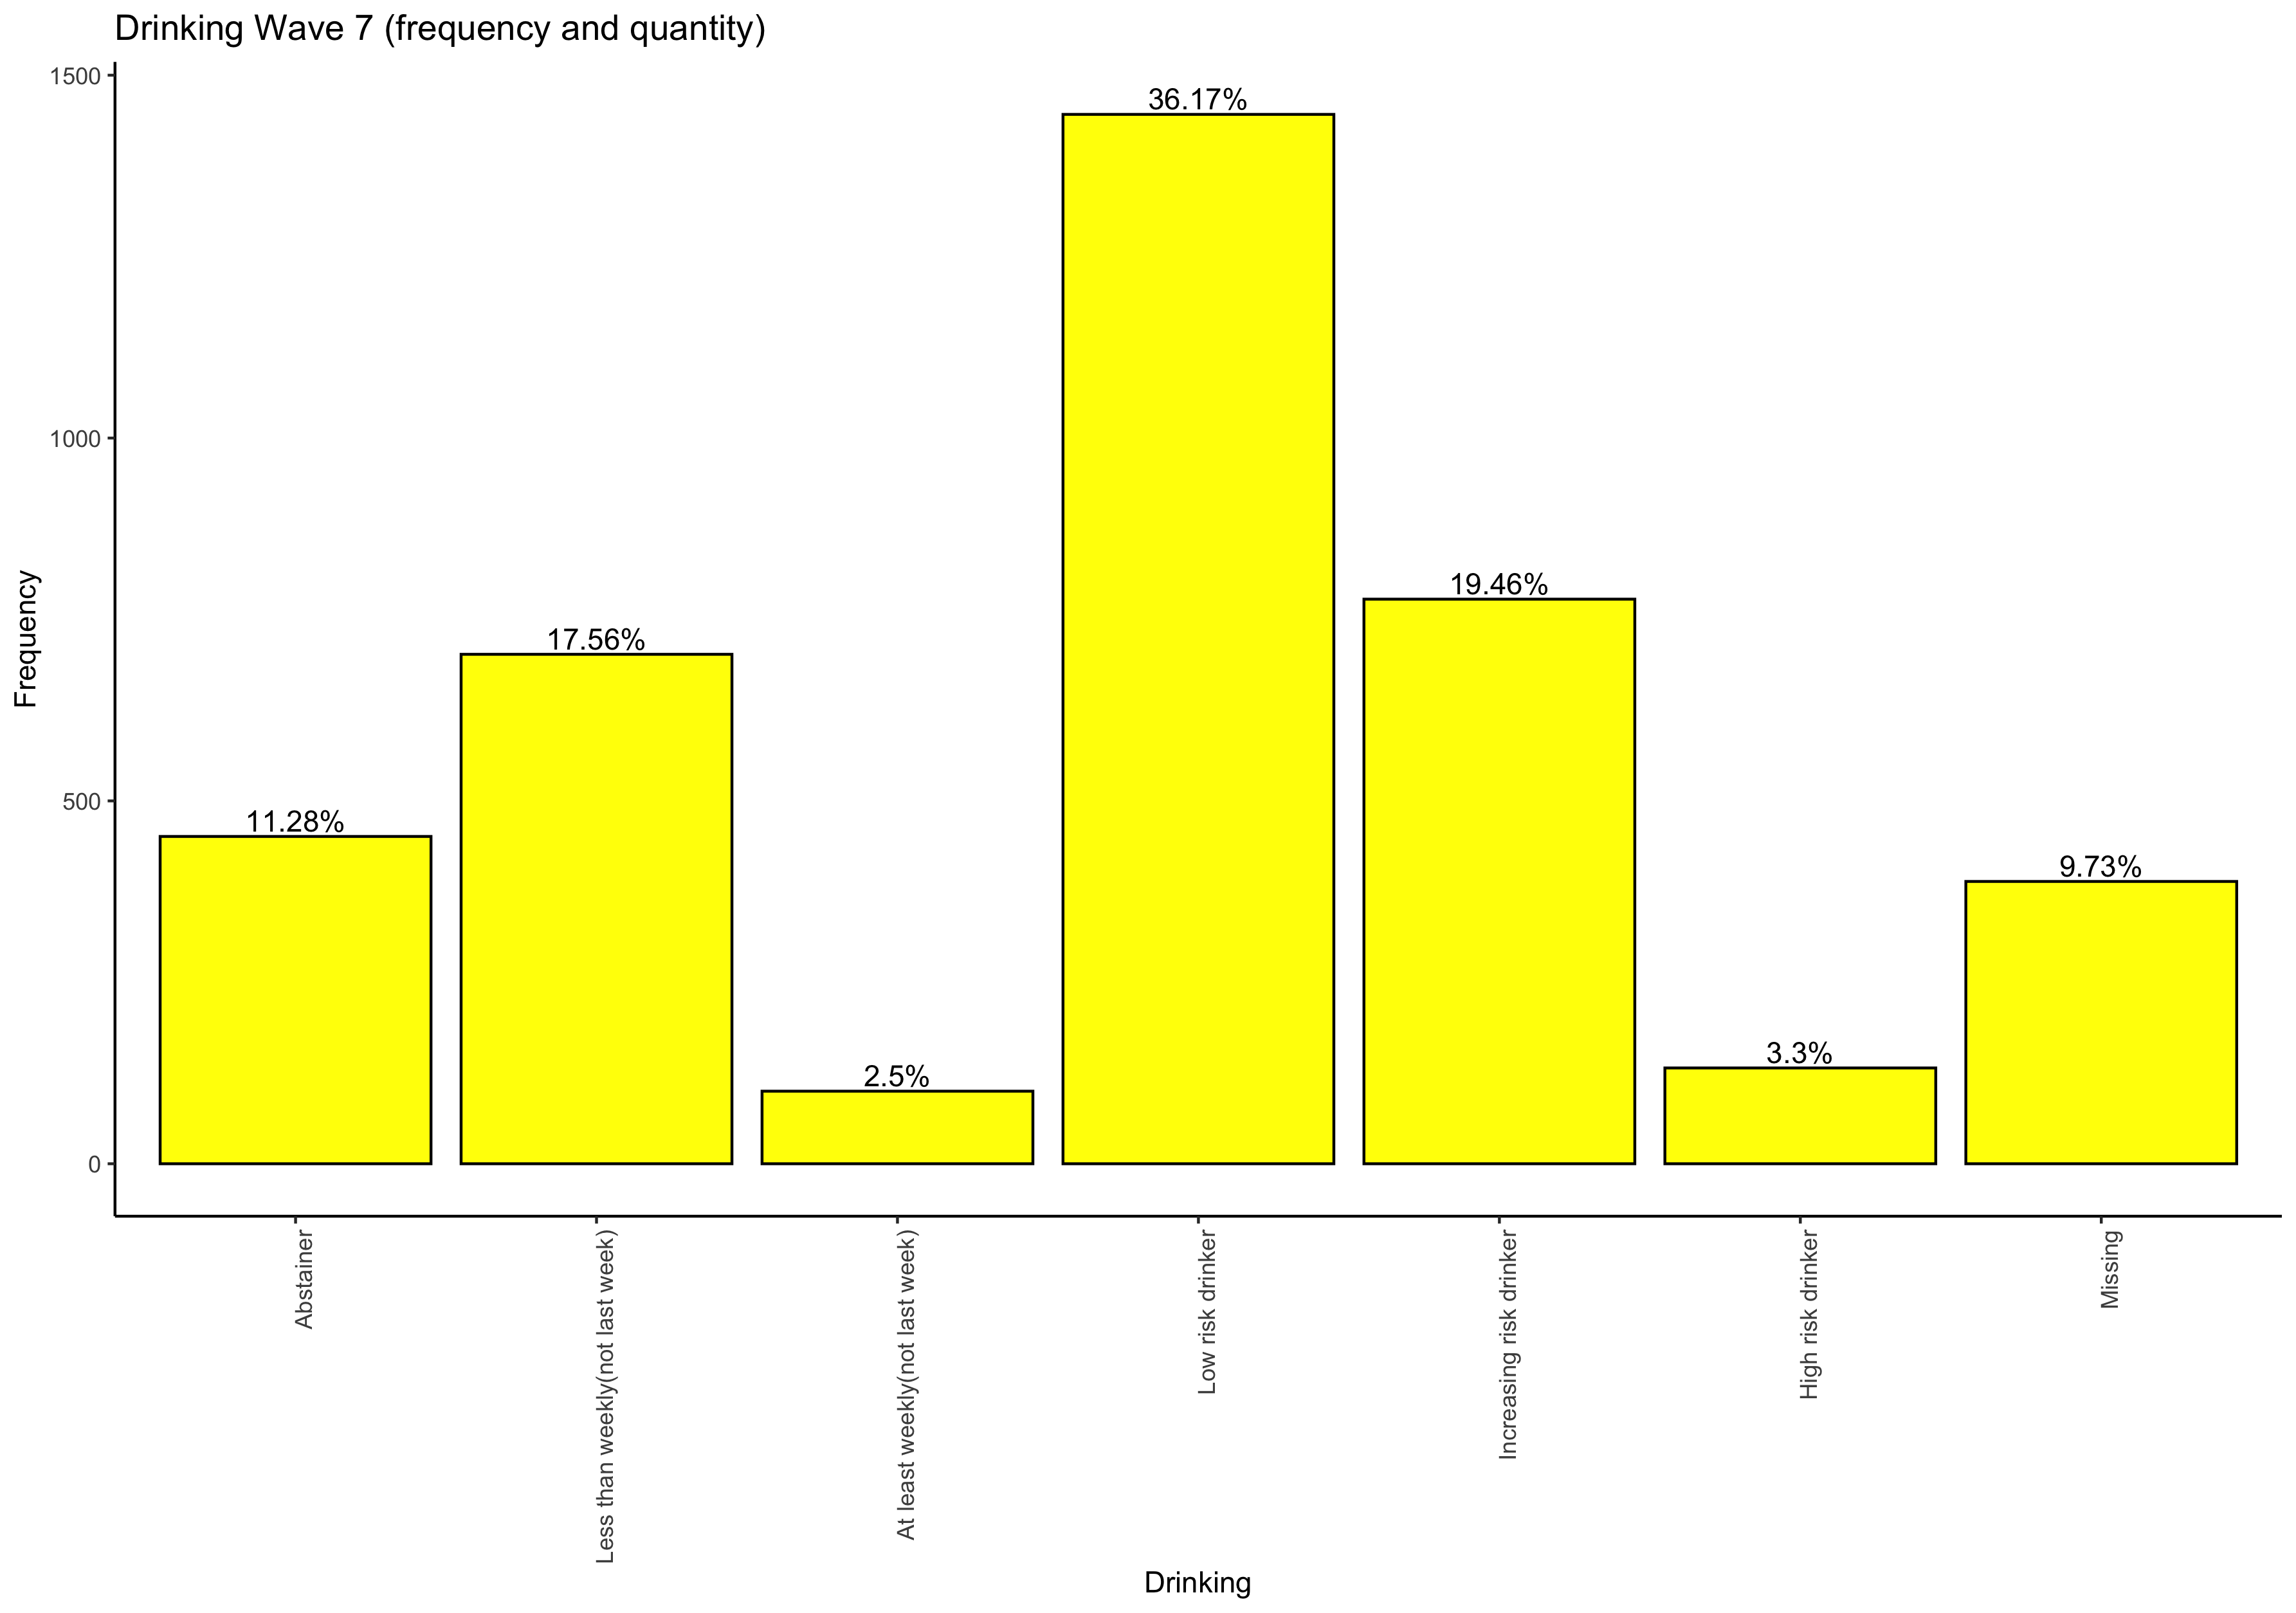 Drinking Wave 7 (frequency and quantity)
1500
1000
500
0
Frequency
11.28%
17.56%
2.5%
36.17%
19.46%
3.3%
9.73%
Abstainer
Less than weekly(not last week)
At least weekly(not last week)
Low risk drinker
Increasing risk drinker
High risk drinker
Missing
Drinking